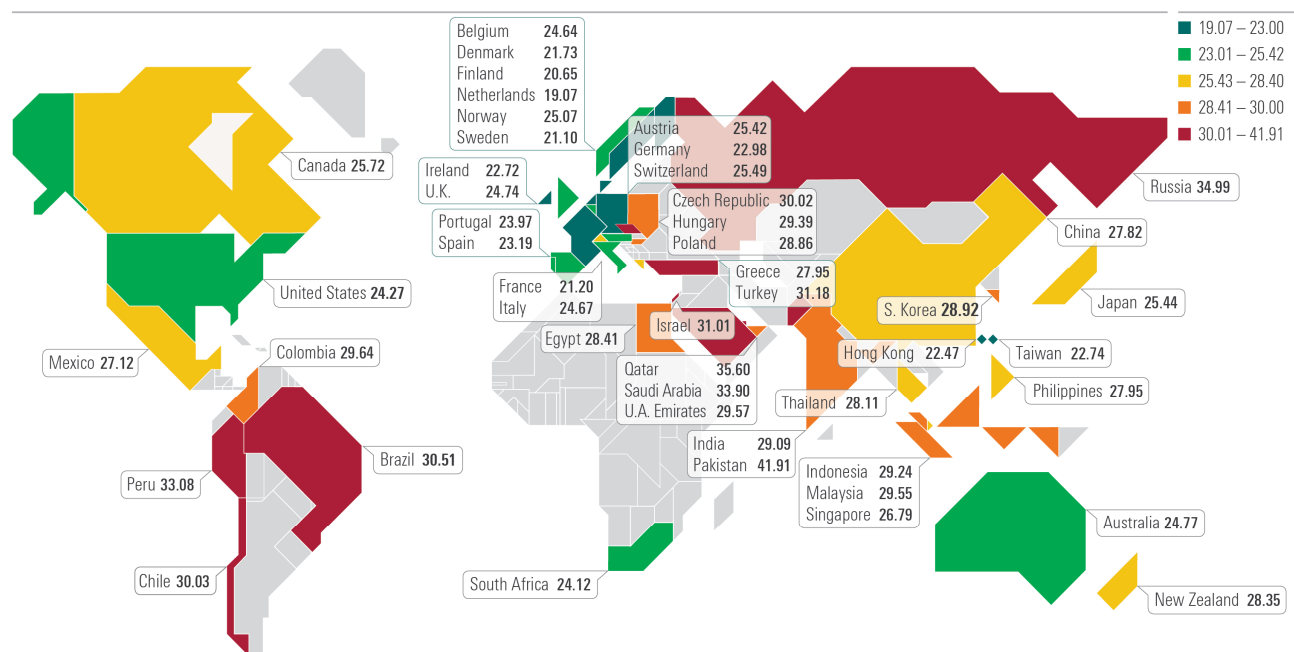 19.07 – 23.00
23.01 – 25.42
25.43 – 28.40
28.41 – 30.00
30.01 – 41.91
Belgium 24.64
Denmark 21.73
Finland 20.65
Netherlands 19.07
Norway 25.07
Sweden 21.10
Austria 25.42
Germany 22.98
Switzerland 25.49
Canada 25.72
Ireland 22.72
U.K. 24.74
Russia 34.99
Czech Republic 30.02
Hungary 29.39
Poland 28.86
Portugal 23.97
Spain 23.19
China 27.82
Greece 27.95
Turkey 31.18
France 21.20
Italy 24.67
United States 24.27
S. Korea 28.92
Japan 25.44
Israel 31.01
Egypt 28.41
Mexico 27.12
Colombia 29.64
Hong Kong 22.47
Taiwan 22.74
Qatar 35.60
Saudi Arabia 33.90
U.A. Emirates 29.57
Thailand 28.11
Philippines 27.95
India 29.09
Pakistan 41.91
Brazil 30.51
Peru 33.08
Indonesia 29.24
Malaysia 29.55
Singapore 26.79
Australia 24.77
Chile 30.03
South Africa 24.12
New Zealand 28.35